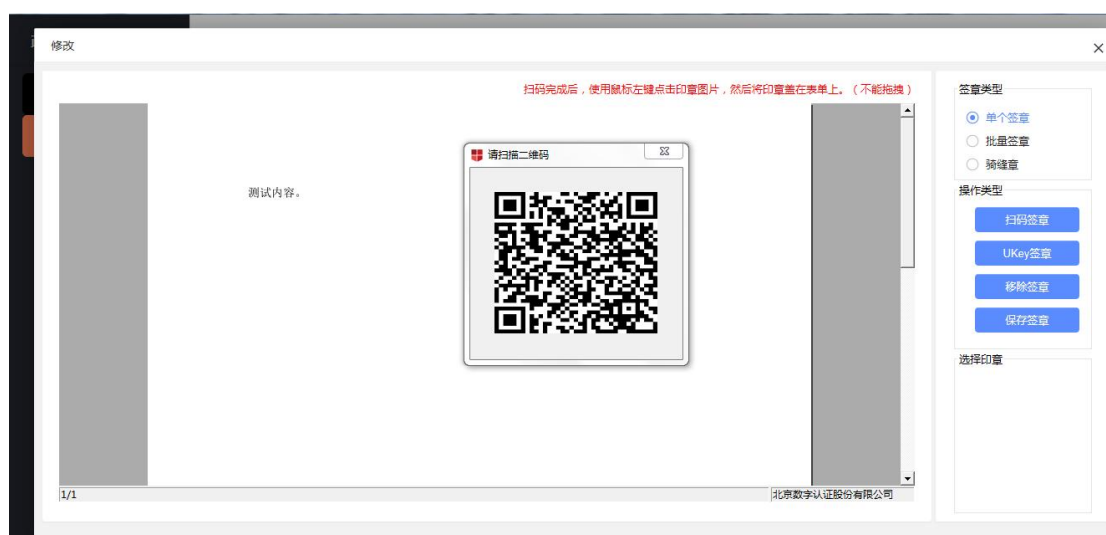 修改
扫码完成后，使用鼠标左键点击印章图片，然后将印章盖在表单上。（不能拖拽）
请扫描二维码
测试内容。
1/1
北京数字认证股份有限公司
签章类型
单个签章
批量签章
骑缝章
操作类型
扫码签章
UKey签章
移除签章
保存签章
选择印章